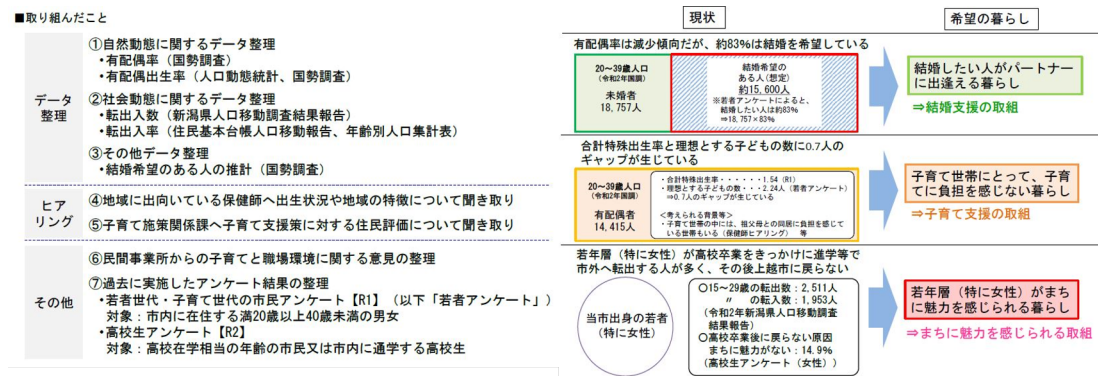 ■取り組んだこと
データ
整理
①自然動態に関するデータ整理
・有配偶率（国勢調査）
・有配偶出生率（人口動態統計、国勢調査）
②社会動態に関するデータ整理
・転出入数（新潟県人口移動調査結果報告）
・転出入率（住民基本台帳人口移動報告、年齢別人口集計表）
③その他データ整理
・結婚希望のある人の推計（国勢調査）
ヒア
リング
④地域に出向いている保健師へ出生状況や地域の特徴について聞き取り
⑤子育て施策関係課へ子育て支援策に対する住民評価について聞き取り
その他
⑥民間事業所からの子育てと職場環境に関する意見の整理
⑦過去に実施したアンケート結果の整理
・若者世代・子育て世代の市民アンケート【R1】（以下「若者アンケート」）
対象：市内に在住する満20歳以上40歳未満の男女
・高校生アンケート【R2】
対象：高校在学相当の年齢の市民又は市内に通学する高校生
現状
希望の暮らし
有配偶率は減少傾向だが、約83％は結婚を希望している
20～39歳人口
（令和2年国調）
未婚者
18,757人
結婚希望の
ある人（想定）
約15,600人
※若者アンケートによると、
結婚したい人は約83%
⇒18,757×83%
結婚したい人がパートナー
に出逢える暮らし
⇒結婚支援の取組
合計特殊出生率と理想とする子どもの数に0.7人の
ギャップが生じている
20～39歳人口
（令和2年国調）
有配偶者
14,415人
・合計特殊出生率・・・・・・1.54（R1）
・理想とする子どもの数・・・2.24人（若者アンケート）
⇒0.7人のギャップが生じている
＜考えられる背景等＞
・子育て世帯の中には、祖父母との同居に負担を感じて
いる世帯もいる（保健師ヒアリング） 等
子育て世帯にとって、子育
てに負担を感じない暮らし
⇒子育て支援の取組
若年層（特に女性）が高校卒業をきっかけに進学等で
市外へ転出する人が多く、その後上越市に戻らない
当市出身の若者
（特に女性）
○15～29歳の転出数：2,511人
〃 の転入数：1,953人
（令和2年新潟県人口移動調査
結果報告）
○高校卒業後に戻らない原因
まちに魅力がない：14.9%
（高校生アンケート（女性））
若年層（特に女性）がまち
に魅力を感じられる暮らし
⇒まちに魅力を感じられる取組